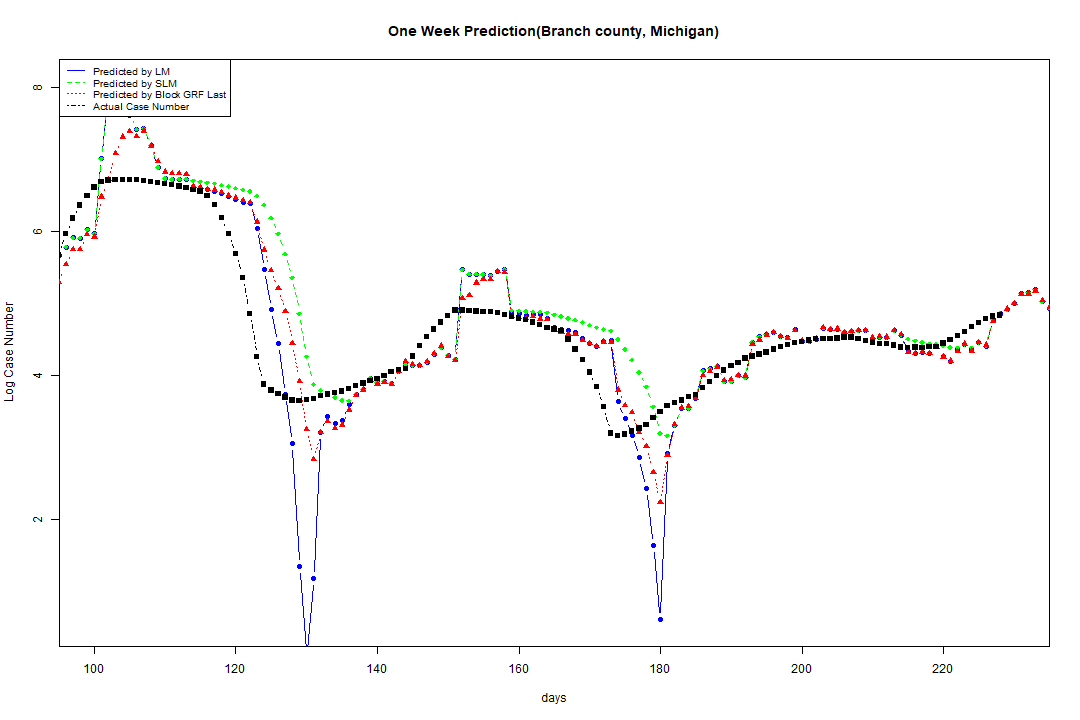 One Week Prediction(Branch county, Michigan)
Predicted by LM
Predicted by SLM
Predicted by Block GRF Last
Actual Case Number
8
6
4
2
Log Case Number
100 120 140 160 180 200 220
days